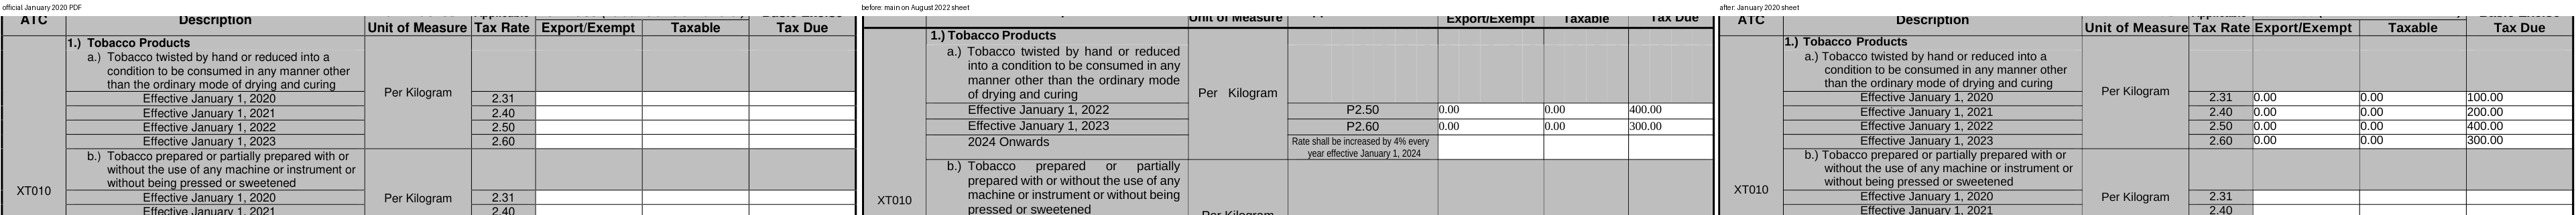 official January 2020 PDF
ATC Description Unit of Measure Tax Rate Export/Exempt Taxable Tax Due
1.) Tobacco Products
a.) Tobacco twisted by hand or reduced into a
condition to be consumed in any manner other
than the ordinary mode of drying and curing
Per Kilogram
Effective January 1, 2020 2.31
Effective January 1, 2021 2.40
Effective January 1, 2022 2.50
Effective January 1, 2023 2.60
b.) Tobacco prepared or partially prepared with or
without the use of any machine or instrument or
without being pressed or sweetened
XT010
Effective January 1, 2020 Per Kilogram 2.31
Effective January 1, 2021 2.40
before: main on August 2022 sheet
Unit of Measure Export/Exempt Taxable Tax Due
1.) Tobacco Products
a.) Tobacco twisted by hand or reduced
into a condition to be consumed in any
manner other than the ordinary mode
of drying and curing
Per Kilogram
Effective January 1, 2022 P2.50 0.00 0.00 400.00
Effective January 1, 2023 P2.60 0.00 0.00 300.00
2024 Onwards Rate shall be increased by 4% every
year effective January 1, 2024
b.) Tobacco prepared or partially
prepared with or without the use of any
machine or instrument or without being
XT010
pressed or sweetened
Per Kilogram
after: January 2020 sheet
ATC Description Unit of Measure Tax Rate Export/Exempt Taxable Tax Due
1.) Tobacco Products
a.) Tobacco twisted by hand or reduced into a
condition to be consumed in any manner other
than the ordinary mode of drying and curing
Per Kilogram
Effective January 1, 2020 2.31 0.00 0.00 100.00
Effective January 1, 2021 2.40 0.00 0.00 200.00
Effective January 1, 2022 2.50 0.00 0.00 400.00
Effective January 1, 2023 2.60 0.00 0.00 300.00
b.) Tobacco prepared or partially prepared with or
without the use of any machine or instrument or
without being pressed or sweetened
XT010
Effective January 1, 2020 Per Kilogram 2.31
Effective January 1, 2021 2.40